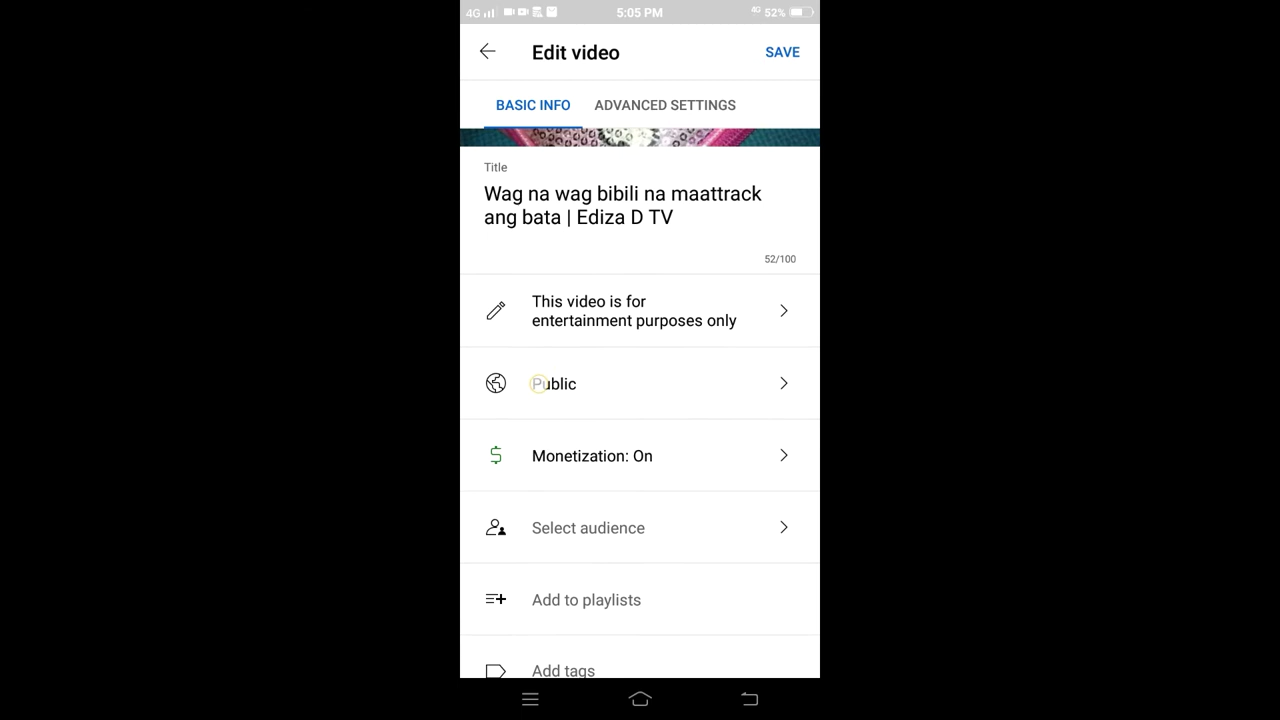 4G 5:05 PM 4G 52%
Edit video SAVE
BASIC INFO ADVANCED SETTINGS
Title
Wag na wag bibili na maattrack
ang bata | Ediza D TV
52/100
This video is for
entertainment purposes only
Public
Monetization: On
Select audience
Add to playlists
Add tags